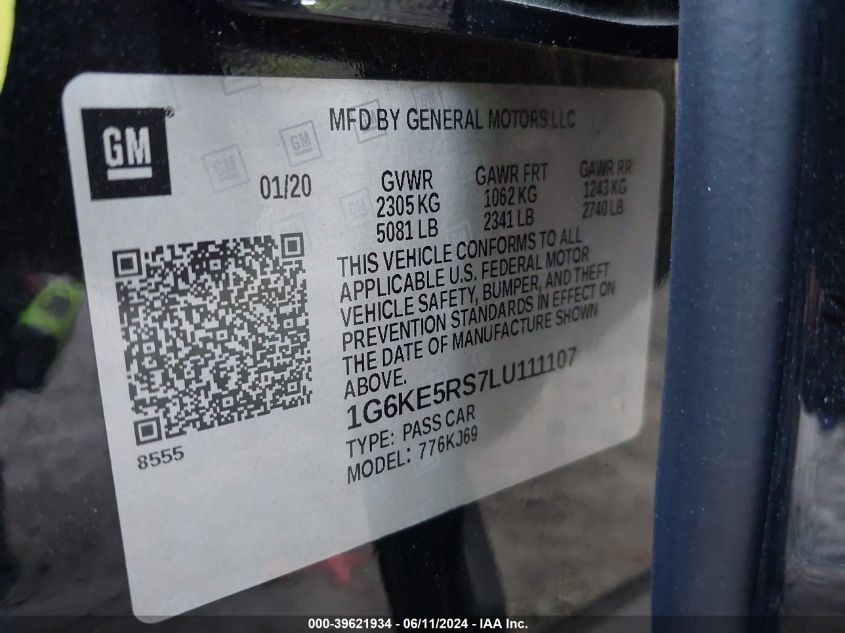 GM
MFD BY GENERAL MOTORS LLC
01/20
GVWR
2305 KG
5081 LB
GAWR FRT
1062 KG
2341 LB
GAWR RR
1243 KG
2740 LB
THIS VEHICLE CONFORMS TO ALL
APPLICABLE U.S. FEDERAL MOTOR
VEHICLE SAFETY, BUMPER, AND THEFT
PREVENTION STANDARDS IN EFFECT ON
THE DATE OF MANUFACTURE SHOWN
ABOVE.
1G6KE5RS7LU111107
TYPE: PASS CAR
MODEL: 776KJ69
8555
000-39621934 - 06/11/2024 - IAA Inc.